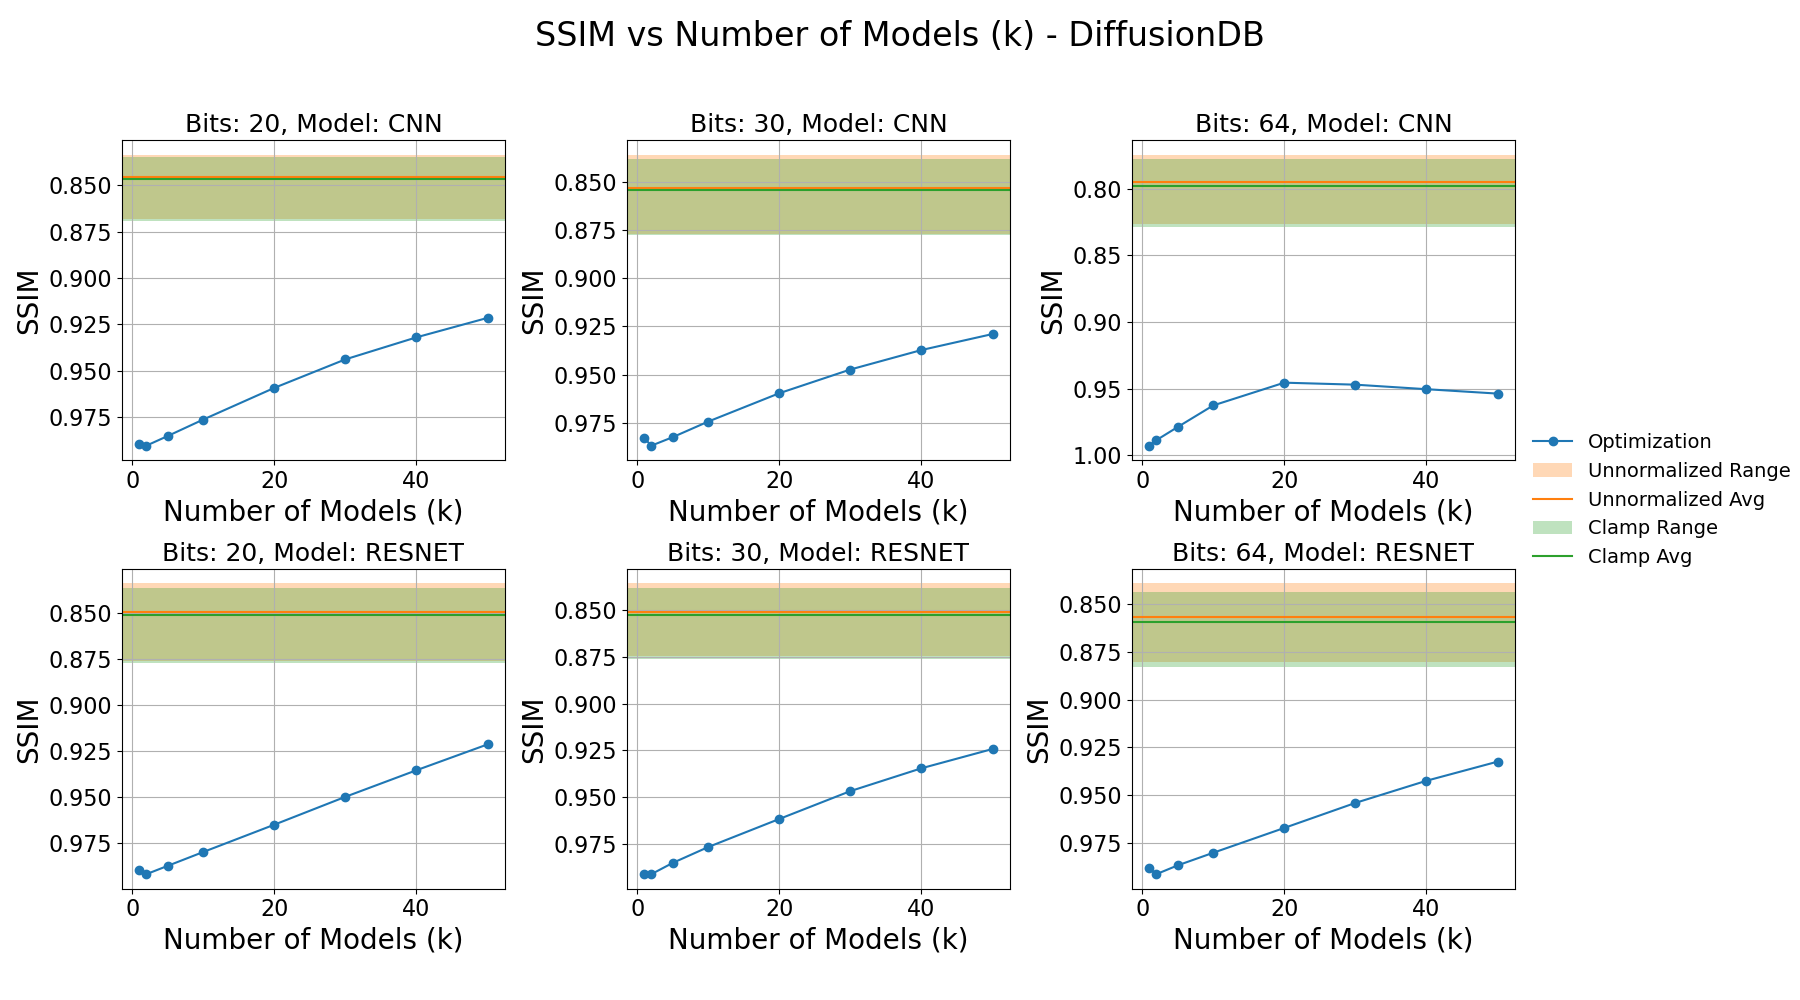 SSIM vs Number of Models (k) - DiffusionDB
Bits: 20, Model: CNN
0.850
0.875
0.900
0.925
0.950
0.975
SSIM
0 20 40
Number of Models (k)
Bits: 30, Model: CNN
0.850
0.875
0.900
0.925
0.950
0.975
SSIM
0 20 40
Number of Models (k)
Bits: 64, Model: CNN
0.80
0.85
0.90
0.95
1.00
SSIM
0 20 40
Number of Models (k)
Optimization
Unnormalized Range
Unnormalized Avg
Clamp Range
Clamp Avg
Bits: 20, Model: RESNET
0.850
0.875
0.900
0.925
0.950
0.975
SSIM
0 20 40
Number of Models (k)
Bits: 30, Model: RESNET
0.850
0.875
0.900
0.925
0.950
0.975
SSIM
0 20 40
Number of Models (k)
Bits: 64, Model: RESNET
0.850
0.875
0.900
0.925
0.950
0.975
SSIM
0 20 40
Number of Models (k)